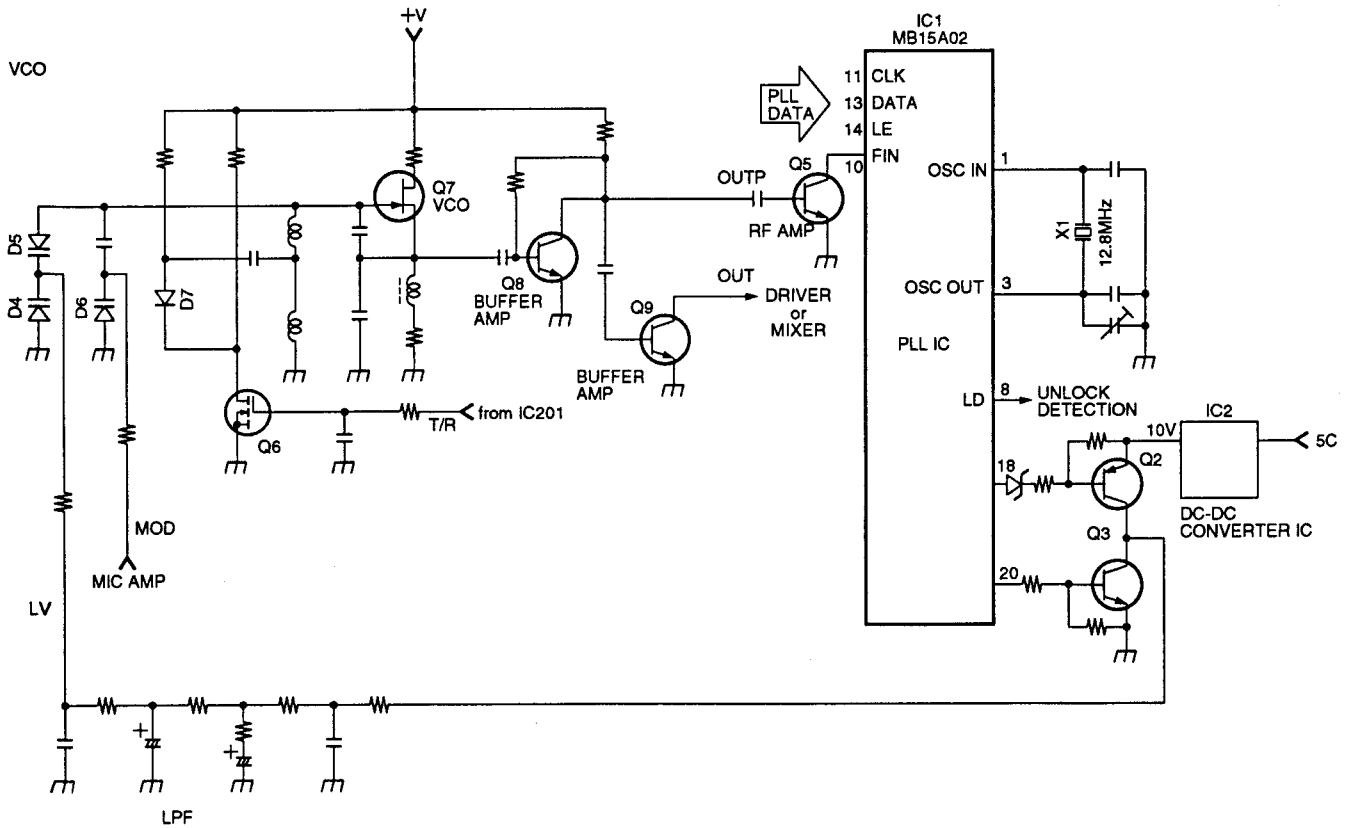 +V
VCO
IC1
MB15A02
11 CLK
13 DATA
14 LE
FIN
10
PLL
DATA
Q5
OUTP
RF AMP
OSC IN
1
X1
12.8MHz
OSC OUT
3
Q7
VCO
D5
D4
D6
D7
Q8
BUFFER
AMP
Q9
BUFFER
AMP
OUT
DRIVER
or
MIXER
PLL IC
LD
8
UNLOCK
DETECTION
Q6
T/R
from IC201
IC2
10V
5C
Q2
18
DC-DC
CONVERTER IC
Q3
20
MOD
MIC AMP
LV
+
+
LPF